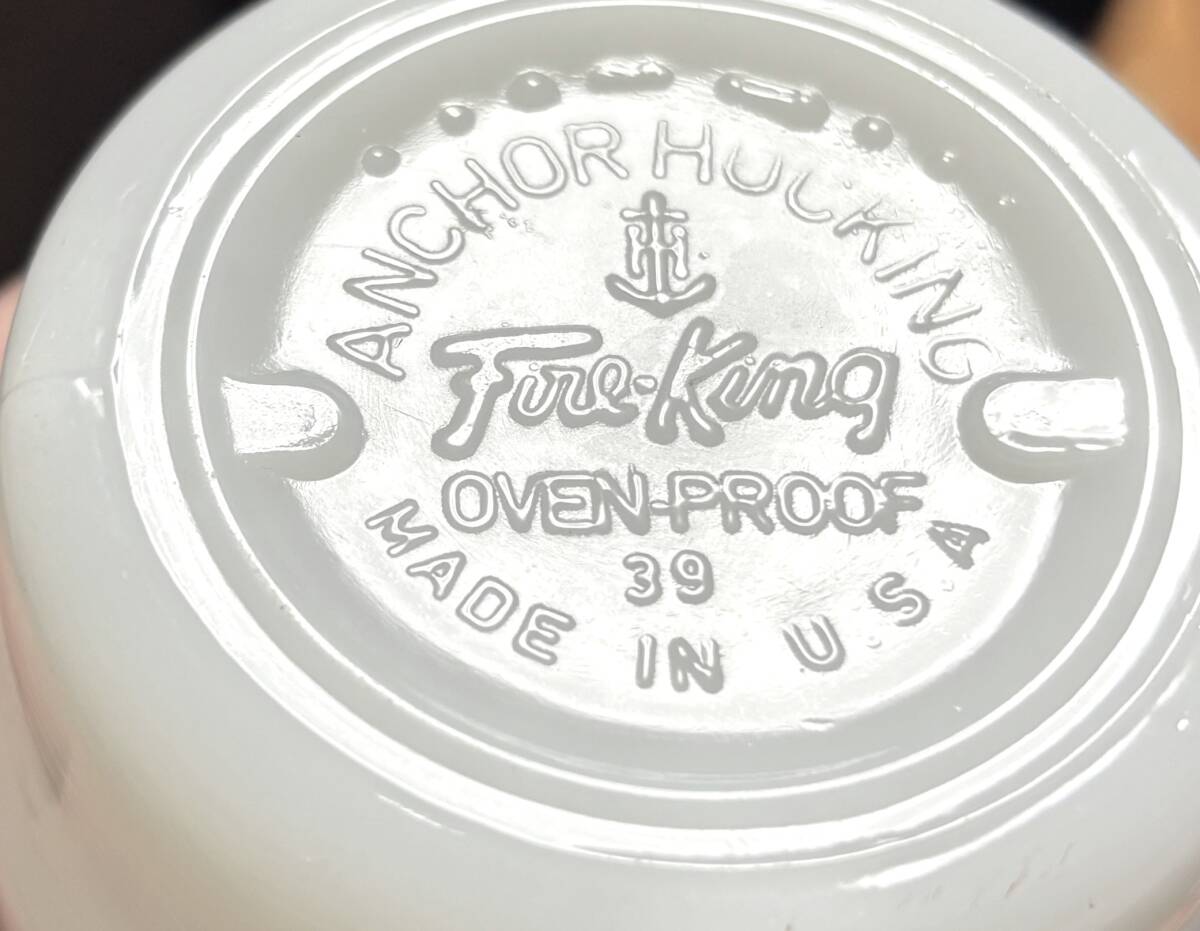 ANCHOR HOCKING
Fire-King
OVEN-PROOF
39
MADE IN U.S.A